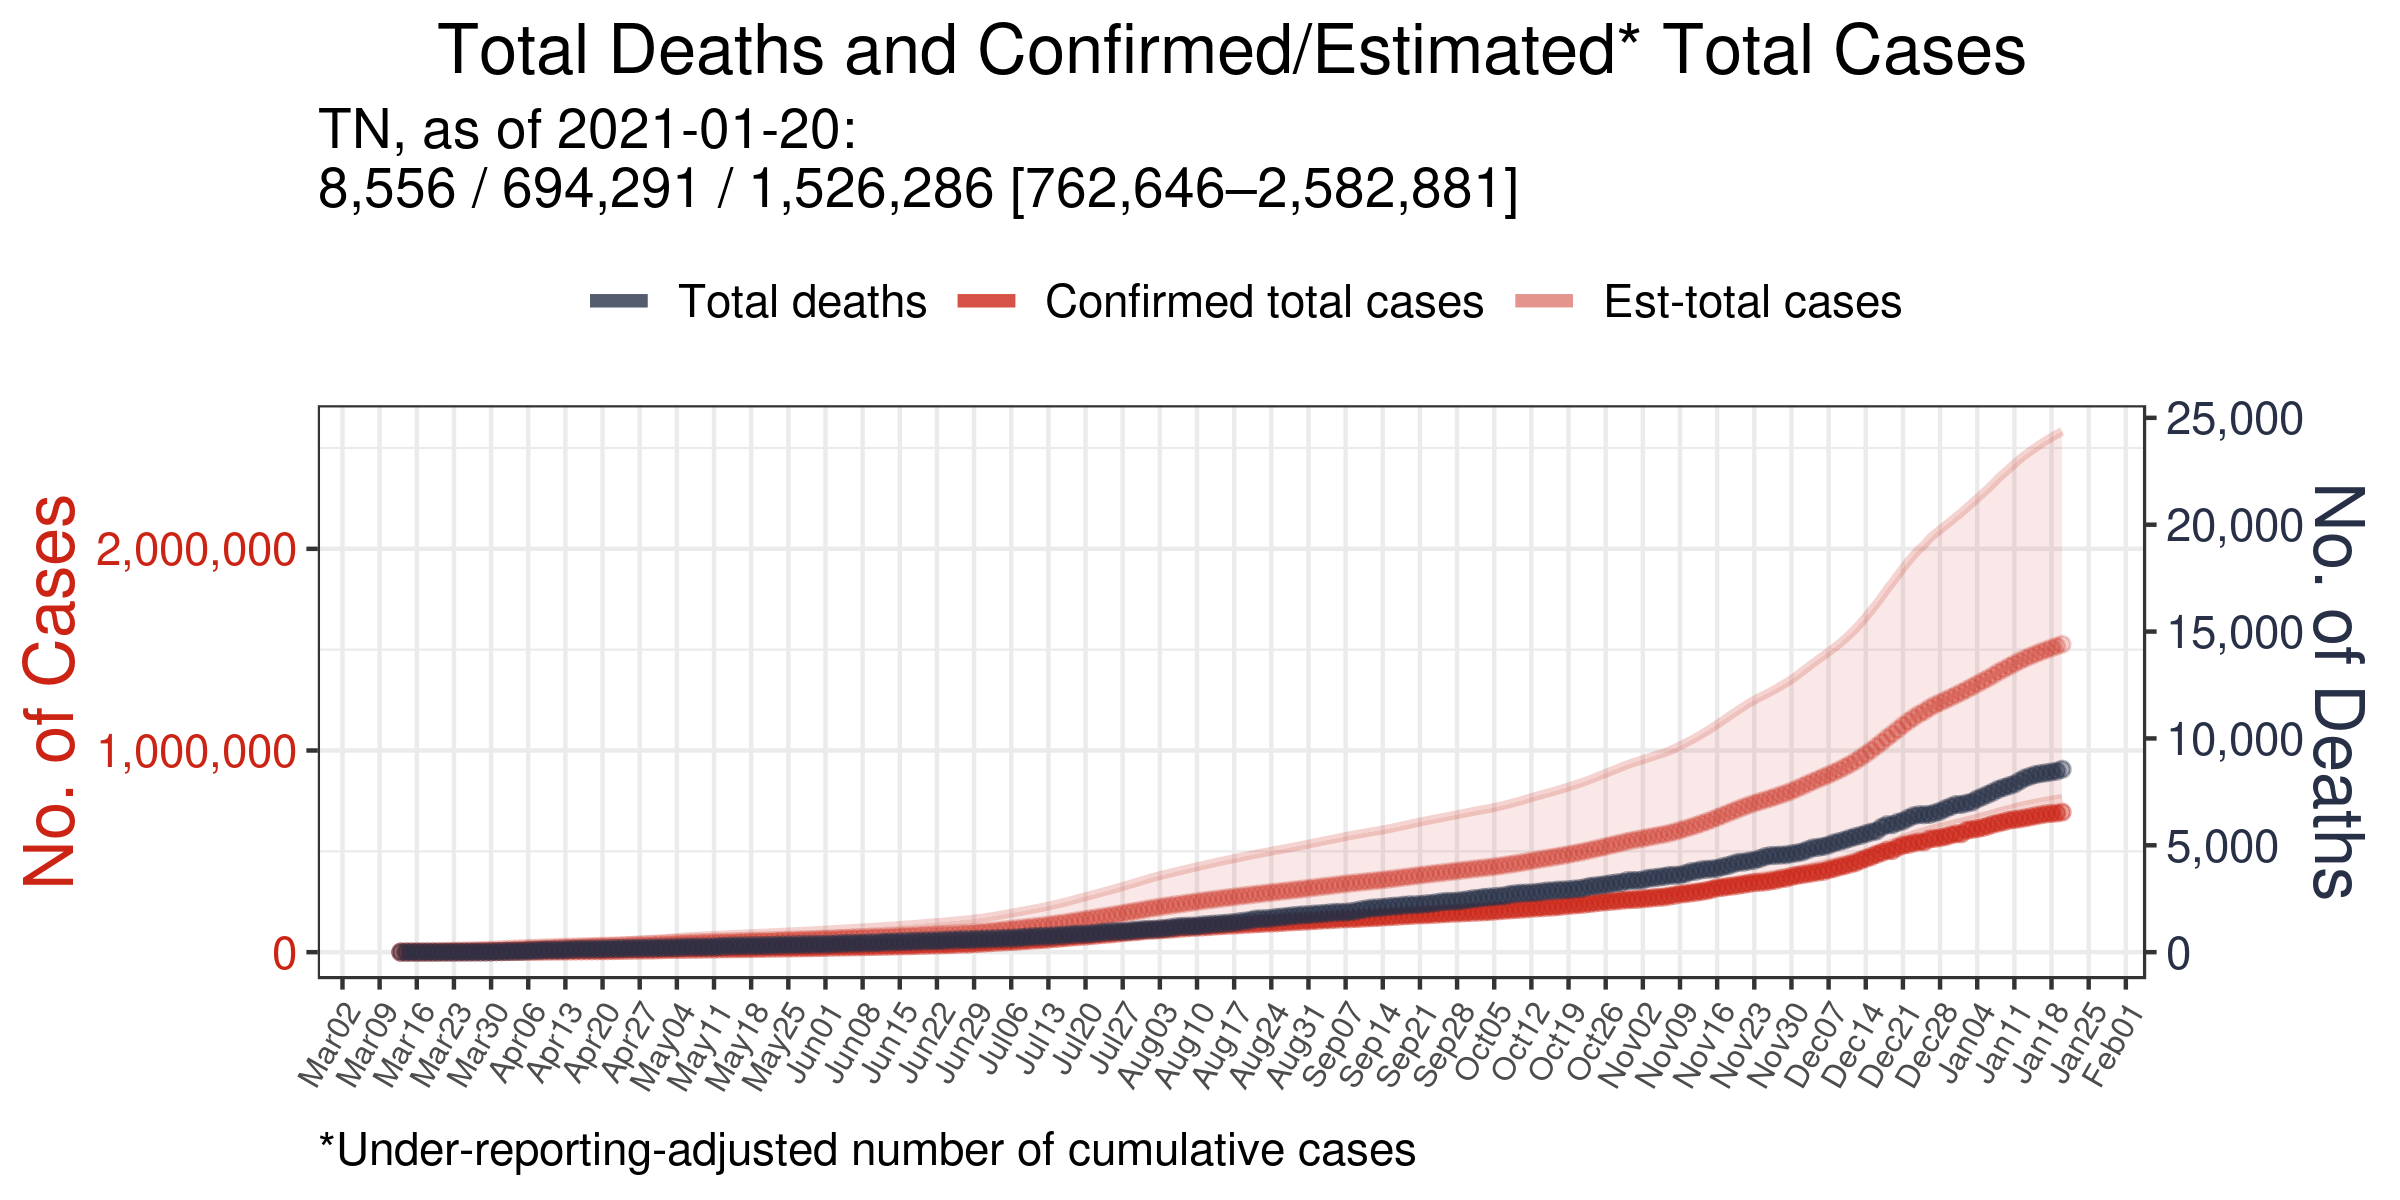 Total Deaths and Confirmed/Estimated* Total Cases
TN, as of 2021-01-20:
8,556 / 694,291 / 1,526,286 [762,646–2,582,881]
Total deaths
Confirmed total cases
Est-total cases
No. of Cases
2,000,000
1,000,000
0
25,000
20,000
15,000
10,000
5,000
0
No. of Deaths
Mar02
Mar09
Mar16
Mar23
Mar30
Apr06
Apr13
Apr20
Apr27
May04
May11
May18
May25
Jun01
Jun08
Jun15
Jun22
Jun29
Jul06
Jul13
Jul20
Jul27
Aug03
Aug10
Aug17
Aug24
Aug31
Sep07
Sep14
Sep21
Sep28
Oct05
Oct12
Oct19
Oct26
Nov02
Nov09
Nov16
Nov23
Nov30
Dec07
Dec14
Dec21
Dec28
Jan04
Jan11
Jan18
Jan25
Feb01
*Under-reporting-adjusted number of cumulative cases